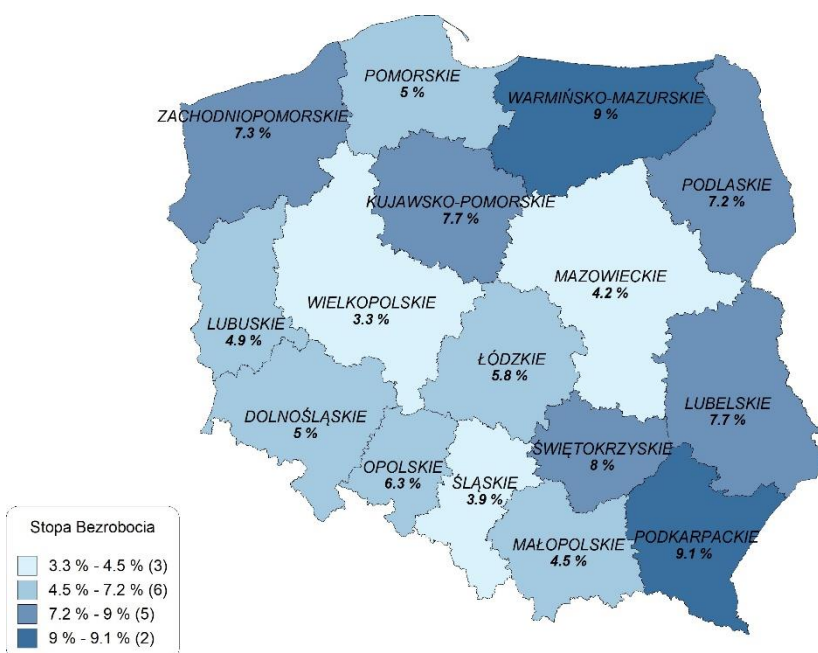 POMORSKIE
5 %
WARMIŃSKO-MAZURSKIE
9 %
ZACHODNIOPOMORSKIE
7.3 %
PODLASKIE
7.2 %
KUJAWSKO-POMORSKIE
7.7 %
MAZOWIECKIE
4.2 %
WIELKOPOLSKIE
3.3 %
LUBUSKIE
4.9 %
ŁÓDZKIE
5.8 %
LUBELSKIE
7.7 %
DOLNOŚLĄSKIE
5 %
ŚWIĘTOKRZYSKIE
8 %
OPOLSKIE
6.3 %
ŚLĄSKIE
3.9 %
MAŁOPOLSKIE
4.5 %
PODKARPACKIE
9.1 %
Stopa Bezrobocia
3.3 % - 4.5 % (3)
4.5 % - 7.2 % (6)
7.2 % - 9 % (5)
9 % - 9.1 % (2)